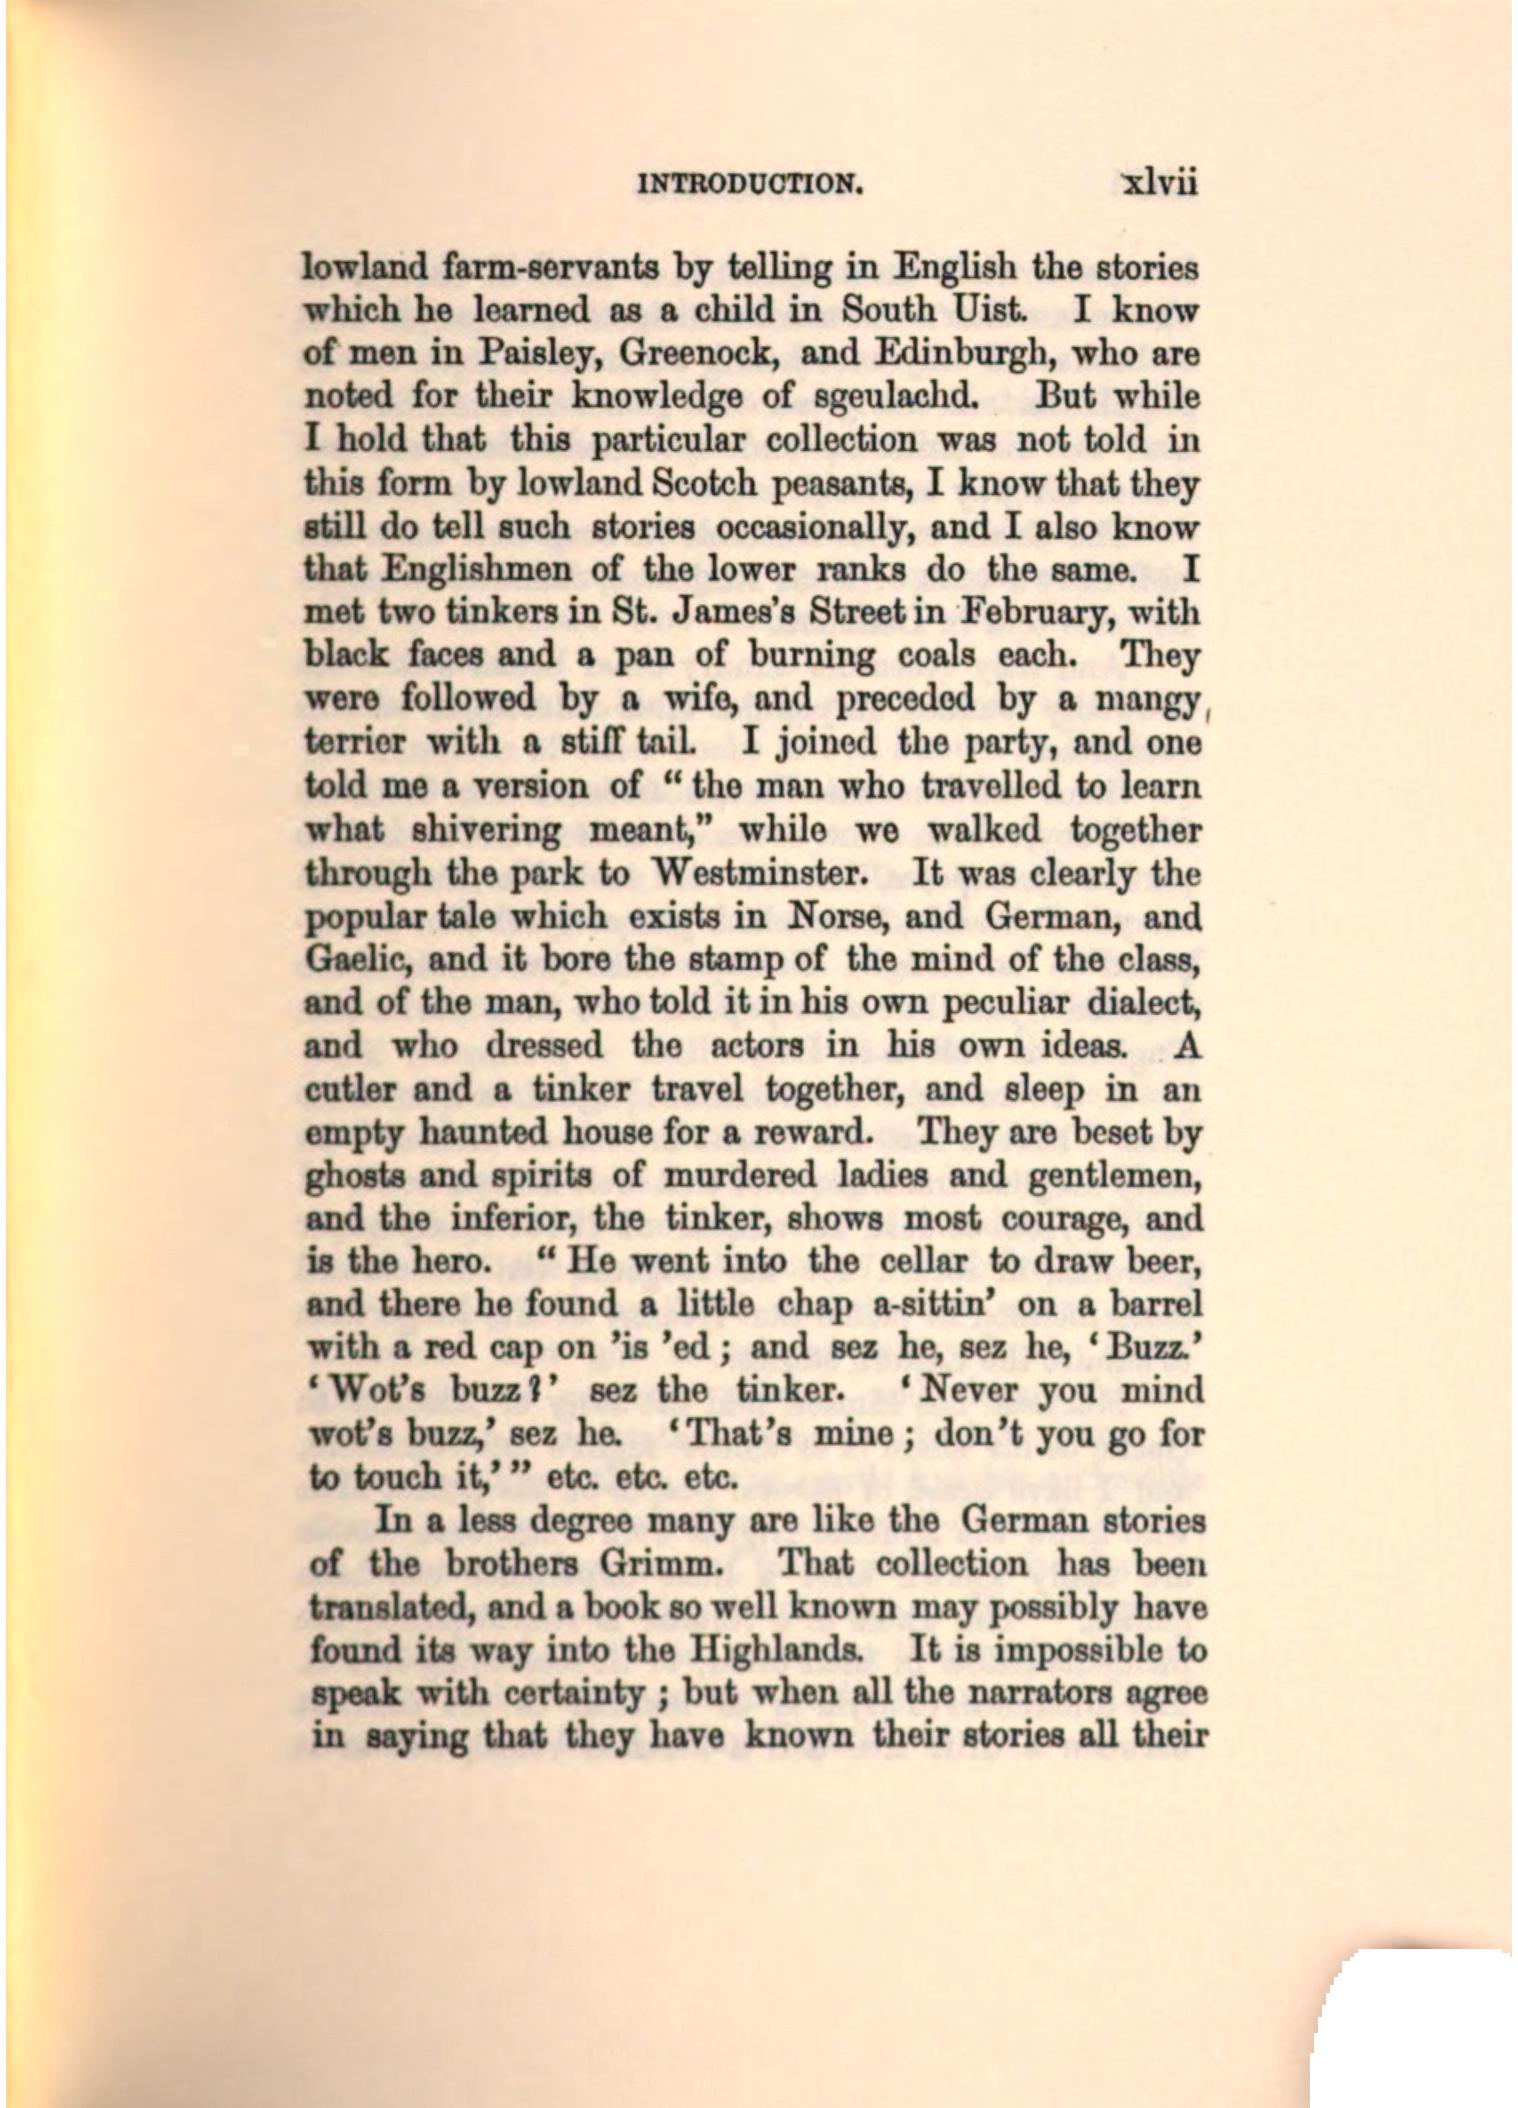 INTRODUCTION. xlvii
lowland farm-servants by telling in English the stories
which he learned as a child in South Uist. I know
of men in Paisley, Greenock, and Edinburgh, who are
noted for their knowledge of sgeulachd. But while
I hold that this particular collection was not told in
this form by lowland Scotch peasants, I know that they
still do tell such stories occasionally, and I also know
that Englishmen of the lower ranks do the same. I
met two tinkers in St. James's Street in February, with
black faces and a pan of burning coals each. They
were followed by a wife, and preceded by a mangy
terrier with a stiff tail. I joined the party, and one
told me a version of “ the man who travelled to learn
what shivering meant,” while we walked together
through the park to Westminster. It was clearly the
popular tale which exists in Norse, and German, and
Gaelic, and it bore the stamp of the mind of the class,
and of the man, who told it in his own peculiar dialect,
and who dressed the actors in his own ideas. A
cutler and a tinker travel together, and sleep in an
empty haunted house for a reward. They are beset by
ghosts and spirits of murdered ladies and gentlemen,
and the inferior, the tinker, shows most courage, and
is the hero. “ He went into the cellar to draw beer,
and there he found a little chap a-sittin’ on a barrel
with a red cap on ’is ’ed ; and sez he, sez he, ‘ Buzz.’
‘ Wot’s buzz ?’ sez the tinker. ‘ Never you mind
wot’s buzz,’ sez he. ‘ That’s mine ; don’t you go for
to touch it,’ ” etc. etc. etc.
In a less degree many are like the German stories
of the brothers Grimm. That collection has been
translated, and a book so well known may possibly have
found its way into the Highlands. It is impossible to
speak with certainty ; but when all the narrators agree
in saying that they have known their stories all their